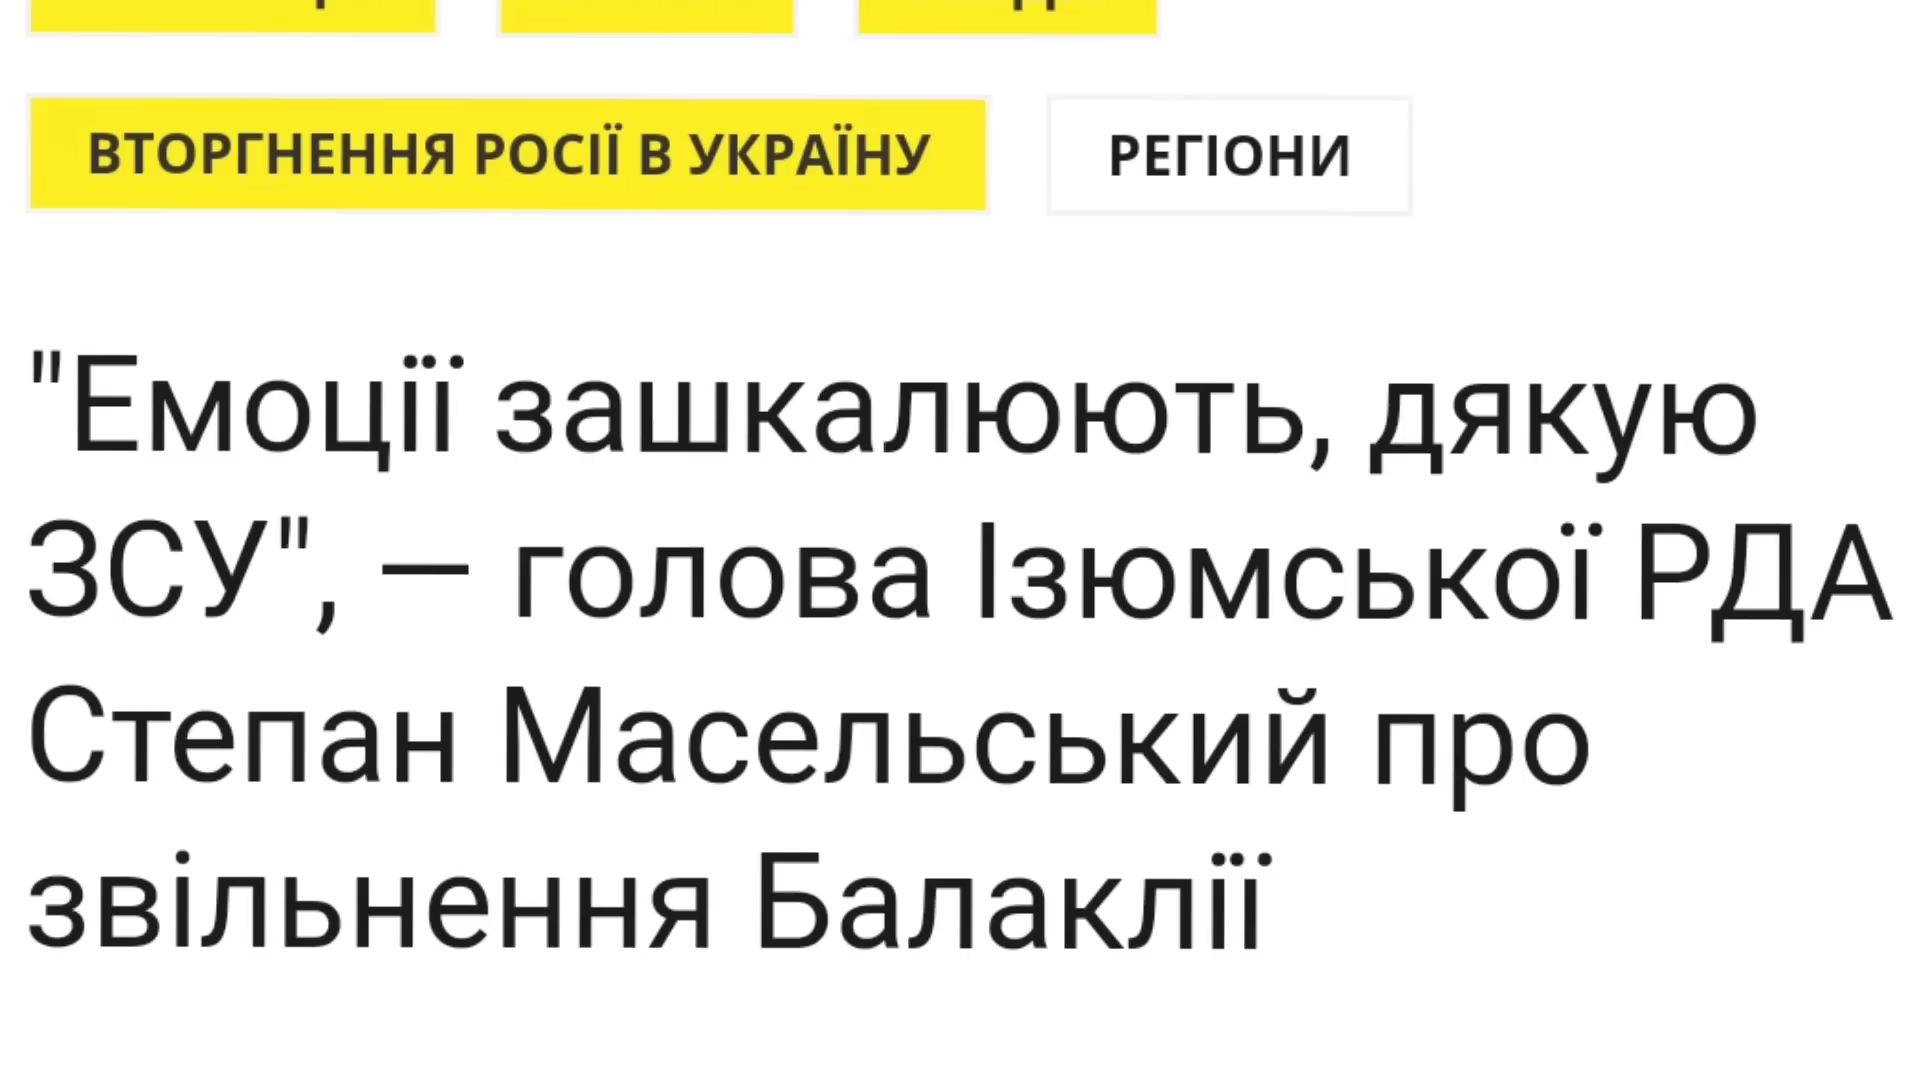 ВТОРГНЕННЯ РОСІЇ В УКРАЇНУ РЕГІОНИ
"Емоції зашкалюють, дякую
ЗСУ", — голова Ізюмської РДА
Степан Масельський про
звільнення Балаклії